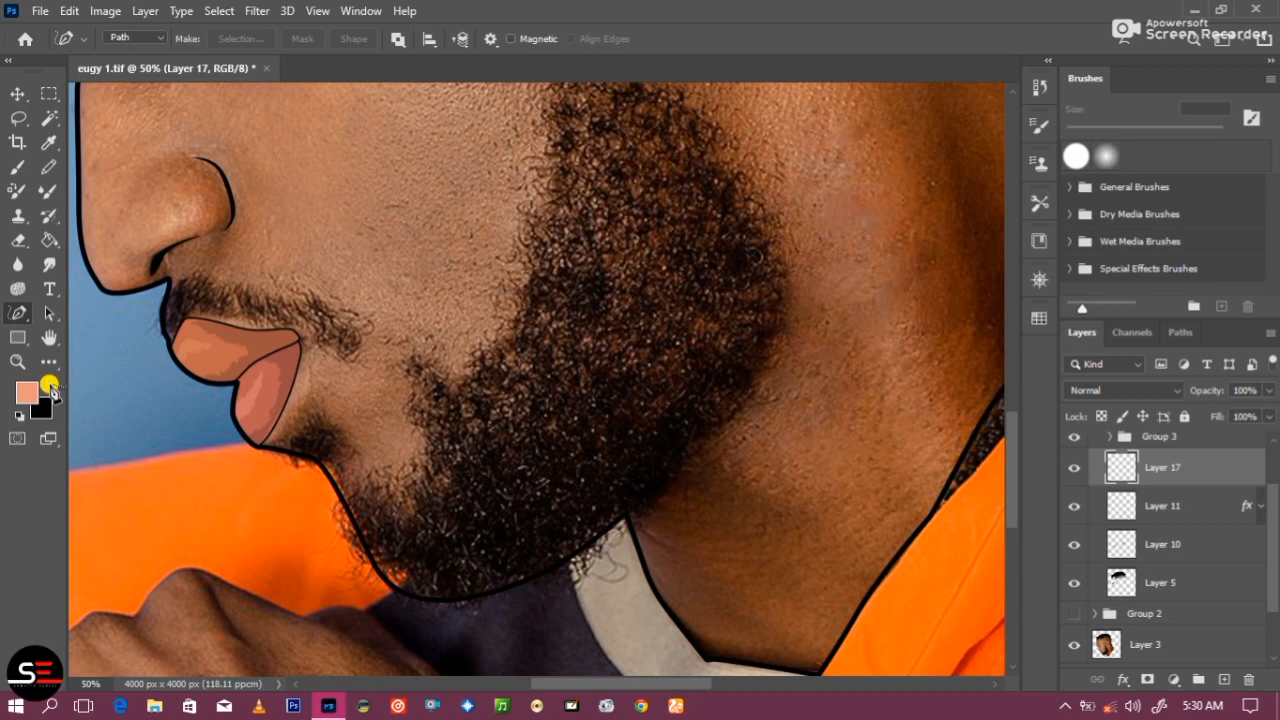 Ps File Edit Image Layer Type Select Filter 3D View Window Help
Apowersoft
Screen Recorder
Path Make: Selection... Mask Shape Magnetic Align Edges
eugy 1.tif @ 50% (Layer 17, RGB/8) *
Brushes
Size:
General Brushes
Dry Media Brushes
Wet Media Brushes
Special Effects Brushes
Layers Channels Paths
Kind
Normal Opacity: 100%
Lock: Fill: 100%
Group 3
Layer 17
Layer 11 fx
Layer 10
Layer 5
Group 2
Layer 3
SE
50% 4000 px x 4000 px (118.11 ppcm)
fx
5:30 AM